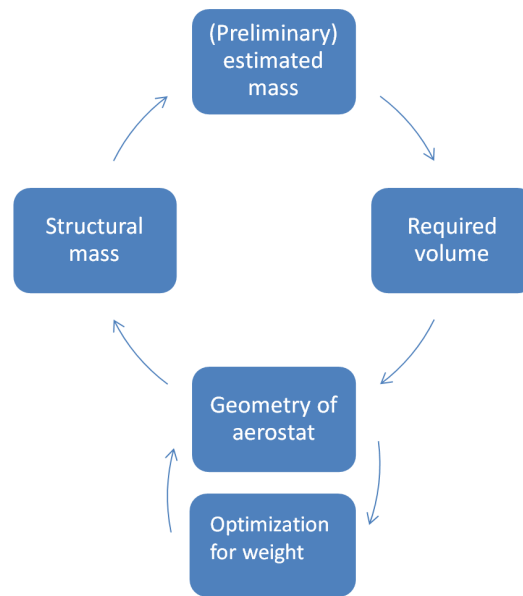 (Preliminary)
estimated
mass
Structural
mass
Required
volume
Geometry of
aerostat
Optimization
for weight